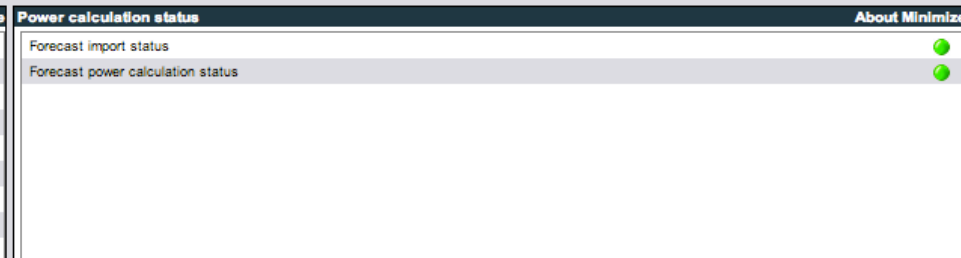 Power calculation status About Minimize
Forecast import status
Forecast power calculation status